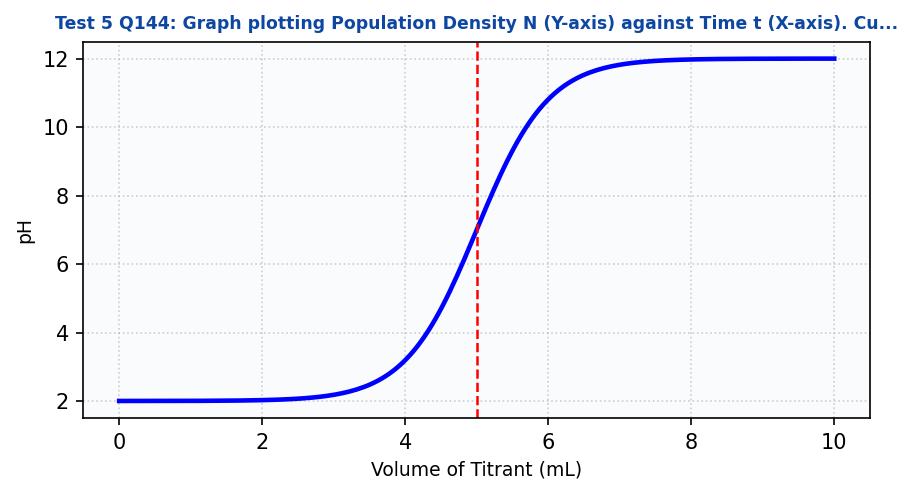 Test 5 Q144: Graph plotting Population Density N (Y-axis) against Time t (X-axis). Cu...
12
10
8
6
4
2
pH
0 2 4 6 8 10
Volume of Titrant (mL)